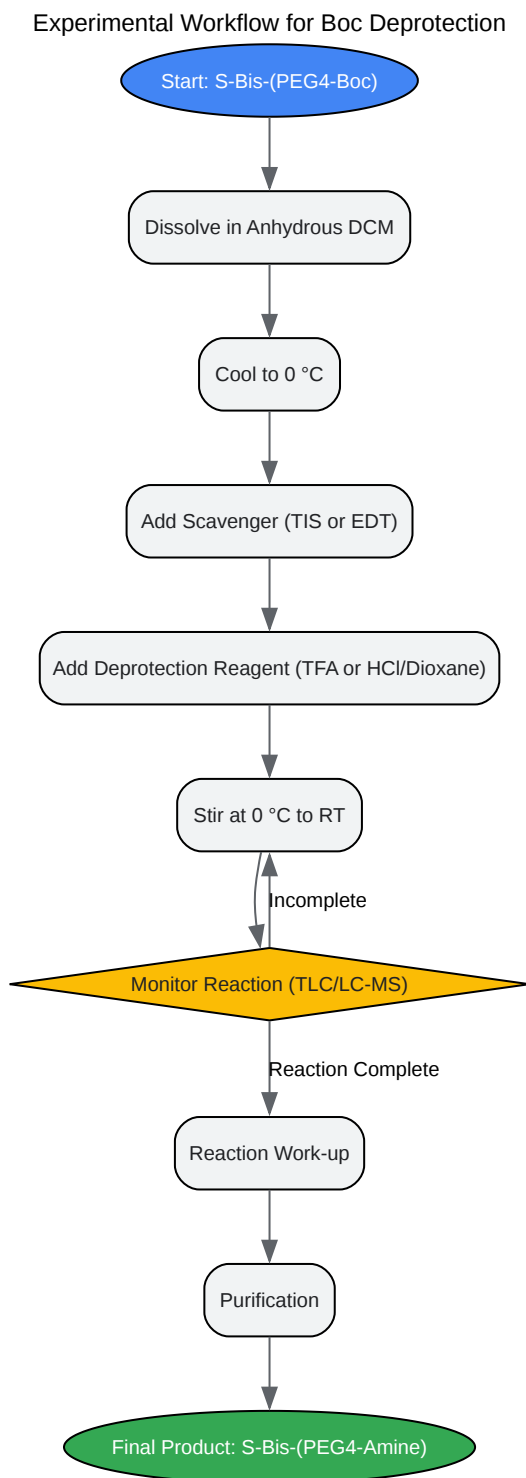 Experimental Workflow for Boc Deprotection
Start: S-Bis-(PEG4-Boc)
Dissolve in Anhydrous DCM
Cool to 0 °C
Add Scavenger (TIS or EDT)
Add Deprotection Reagent (TFA or HCl/Dioxane)
Stir at 0 °C to RT
Incomplete
Monitor Reaction (TLC/LC-MS)
Reaction Complete
Reaction Work-up
Purification
Final Product: S-Bis-(PEG4-Amine)